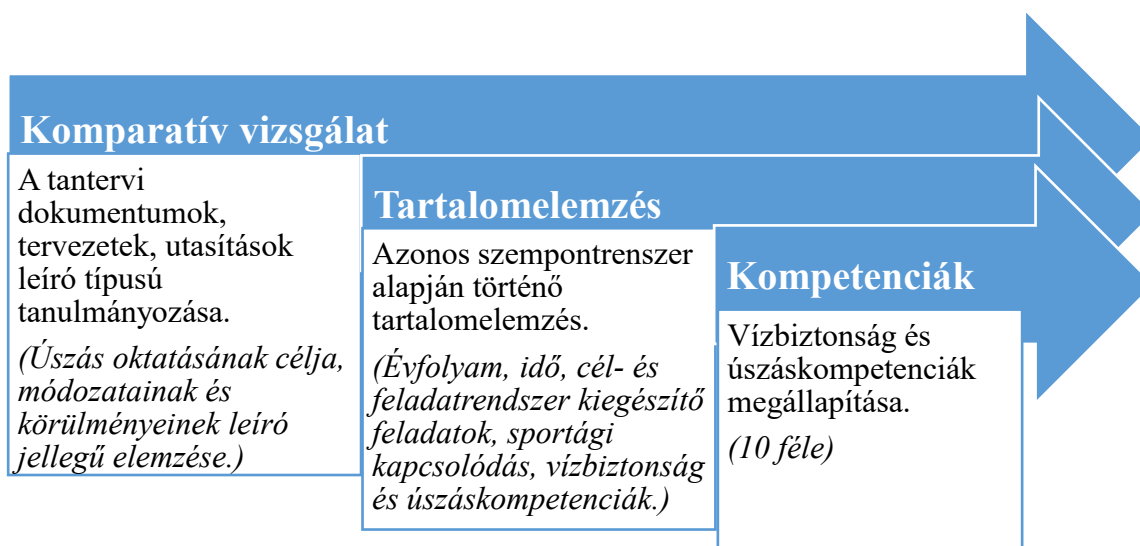 Komparatív vizsgálat
A tantervi
dokumentumok,
tervezetek, utasítások
leíró típusú
tanulmányozása.
(Úszás oktatásának célja,
módozatainak és
körülményeinek leíró
jellegű elemzése.)
Tartalomelemzés
Azonos szempontrenszer
alapján történő
tartalomelemzés.
(Évfolyam, idő, cél- és
feladatrendszer kiegészítő
feladatok, sportági
kapcsolódás, vízbiztonság
és úszáskompetenciák.)
Kompetenciák
Vízbiztonság és
úszáskompetenciák
megállapítása.
(10 féle)